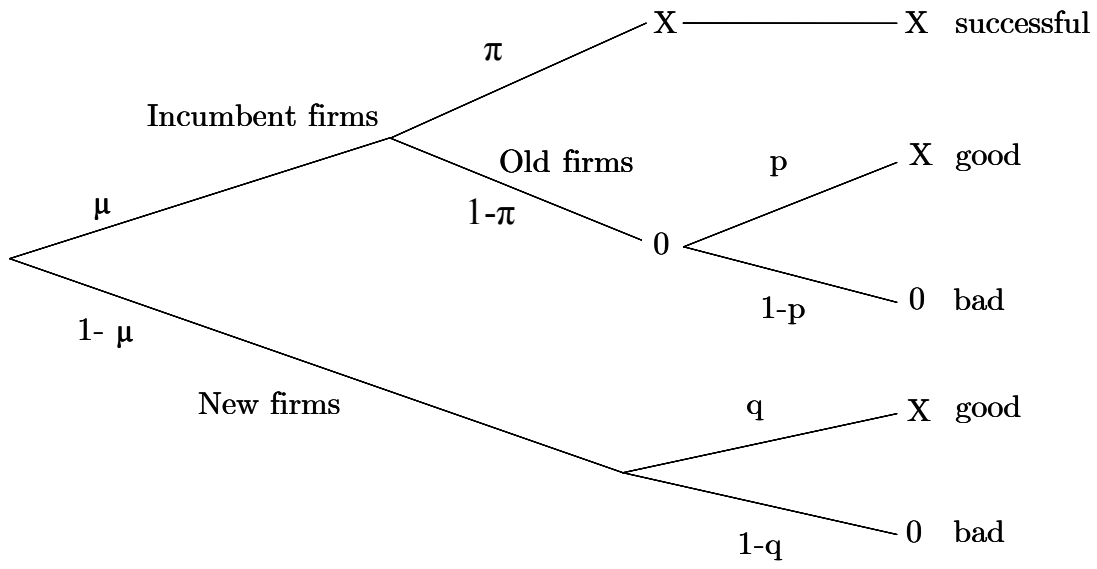 X X successful
π
Incumbent firms
Old firms p X good
μ 1-π
0
1-p 0 bad
1- μ
New firms q X good
1-q 0 bad